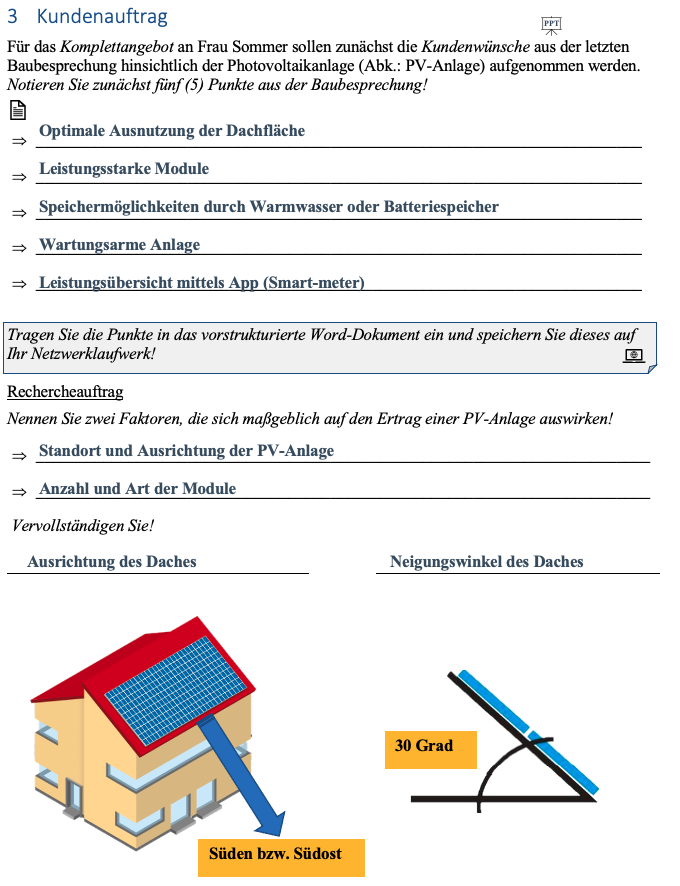 3 Kundenauftrag
PPT
Für das Komplettangebot an Frau Sommer sollen zunächst die Kundenwünsche aus der letzten
Baubesprechung hinsichtlich der Photovoltaikanlage (Abk.: PV-Anlage) aufgenommen werden.
Notieren Sie zunächst fünf (5) Punkte aus der Baubesprechung!
⇒ Optimale Ausnutzung der Dachfläche
⇒ Leistungsstarke Module
⇒ Speichermöglichkeiten durch Warmwasser oder Batteriespeicher
⇒ Wartungsarme Anlage
⇒ Leistungsübersicht mittels App (Smart-meter)
Tragen Sie die Punkte in das vorstrukturierte Word-Dokument ein und speichern Sie dieses auf
Ihr Netzwerklaufwerk!
Rechercheauftrag
Nennen Sie zwei Faktoren, die sich maßgeblich auf den Ertrag einer PV-Anlage auswirken!
⇒ Standort und Ausrichtung der PV-Anlage
⇒ Anzahl und Art der Module
Vervollständigen Sie!
Ausrichtung des Daches
Neigungswinkel des Daches
30 Grad
Süden bzw. Südost